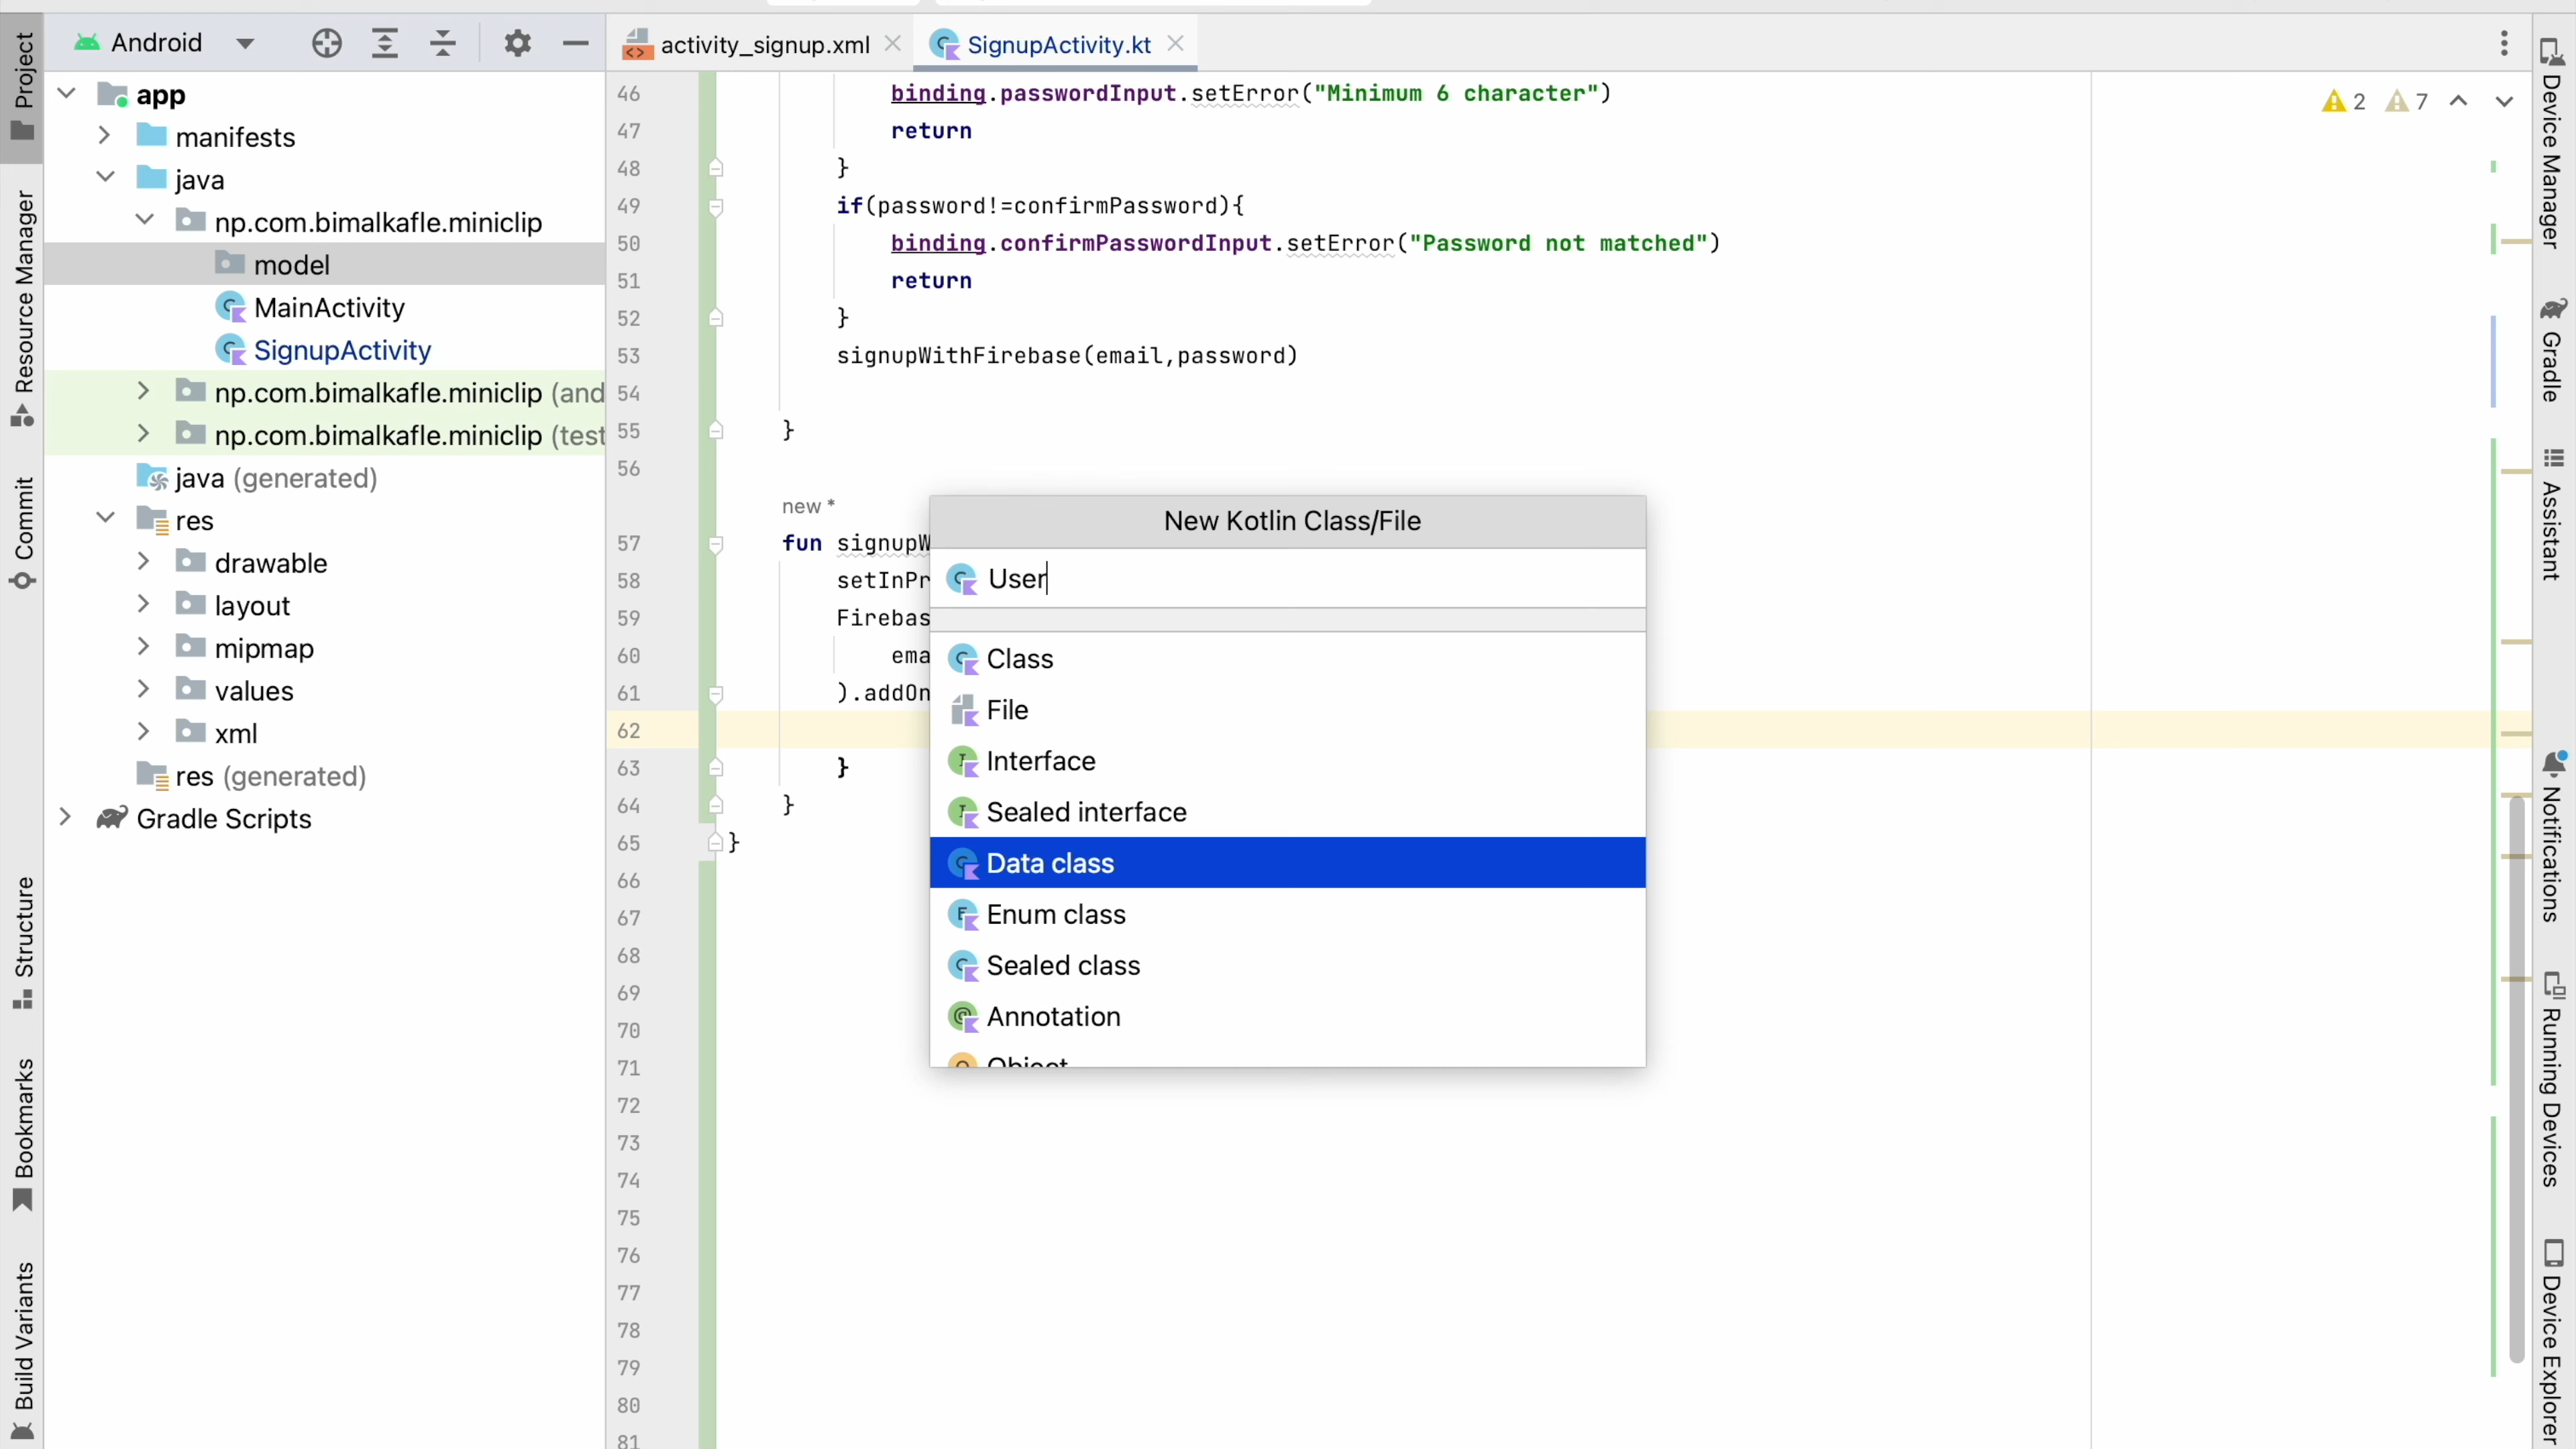 Project
Resource Manager
Commit
Structure
Bookmarks
Build Variants
Android
app
manifests
java
np.com.bimalkafle.miniclip
model
MainActivity
SignupActivity
np.com.bimalkafle.miniclip (and
np.com.bimalkafle.miniclip (test
java (generated)
res
drawable
layout
mipmap
values
xml
res (generated)
Gradle Scripts
activity_signup.xml
SignupActivity.kt
2 7
46 binding.passwordInput.setError("Minimum 6 character")
47 return
48 }
49 if(password!=confirmPassword){
50 binding.confirmPasswordInput.setError("Password not matched")
51 return
52 }
53 signupWithFirebase(email,password)
54
55 }
56
new *
57 fun signupW
58 setInPr
59 Firebas
60 ema
61 ).addOn
62
63 }
64 }
65 }
66
67
68
69
70
71
72
73
74
75
76
77
78
79
80
81
New Kotlin Class/File
User
Class
File
Interface
Sealed interface
Data class
Enum class
Sealed class
Annotation
Object
Device Manager
Gradle
Assistant
Notifications
Running Devices
Device Explorer